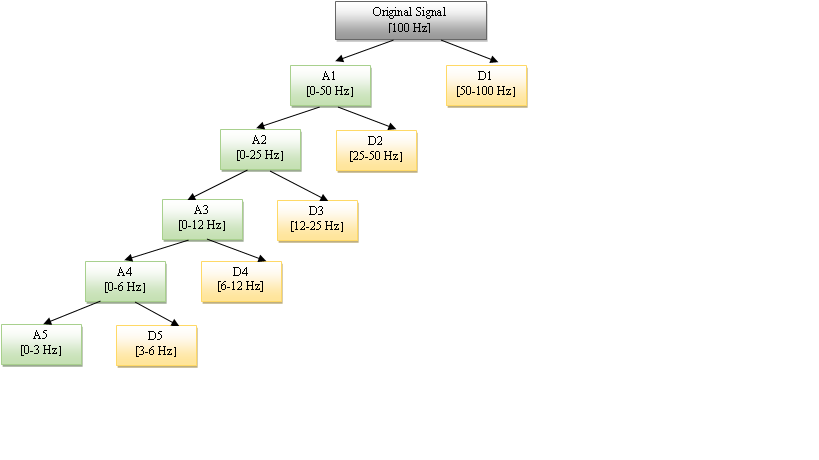 Original Signal
[100 Hz]
A1
[0-50 Hz]
D1
[50-100 Hz]
A2
[0-25 Hz]
D2
[25-50 Hz]
A3
[0-12 Hz]
D3
[12-25 Hz]
A4
[0-6 Hz]
D4
[6-12 Hz]
A5
[0-3 Hz]
D5
[3-6 Hz]